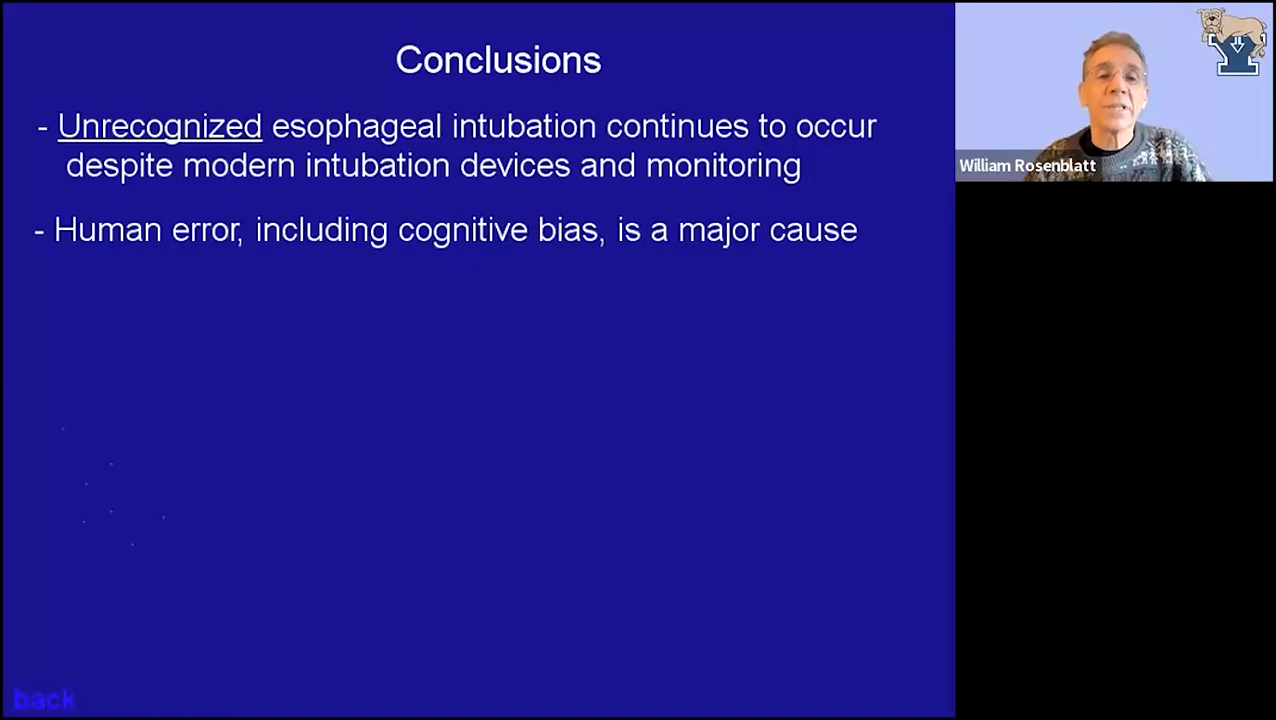 Conclusions
- Unrecognized esophageal intubation continues to occur
despite modern intubation devices and monitoring
- Human error, including cognitive bias, is a major cause
back
William Rosenblatt
Y